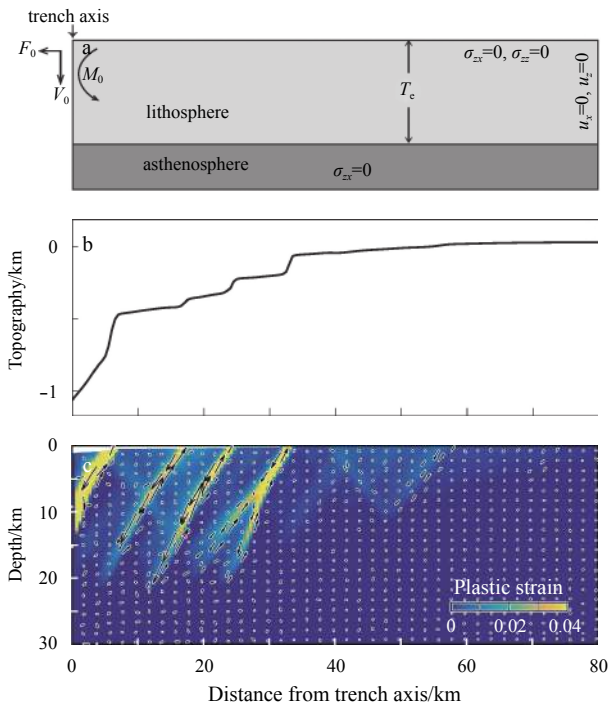 trench axis
F₀
a
M₀
V₀
σzx=0, σzz=0
ux=0, uz=0
Te
lithosphere
asthenosphere
σzx=0
b
Topography/km
0
−1
c
Depth/km
0
10
20
30
Plastic strain
0 0.02 0.04
0 20 40 60 80
Distance from trench axis/km